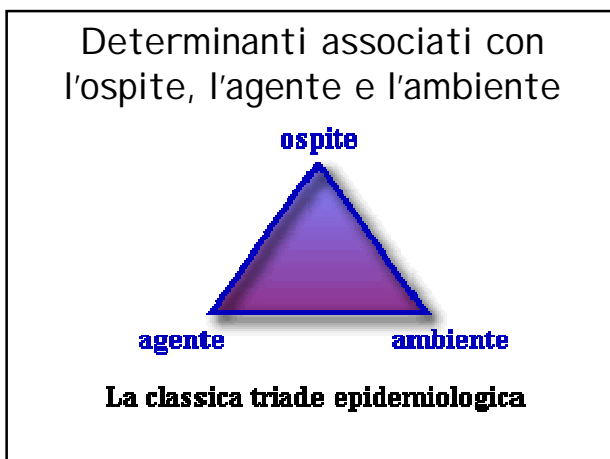 Determinanti associati con
l'ospite, l'agente e l'ambiente
ospite
agente ambiente
La classica triade epidemiologica